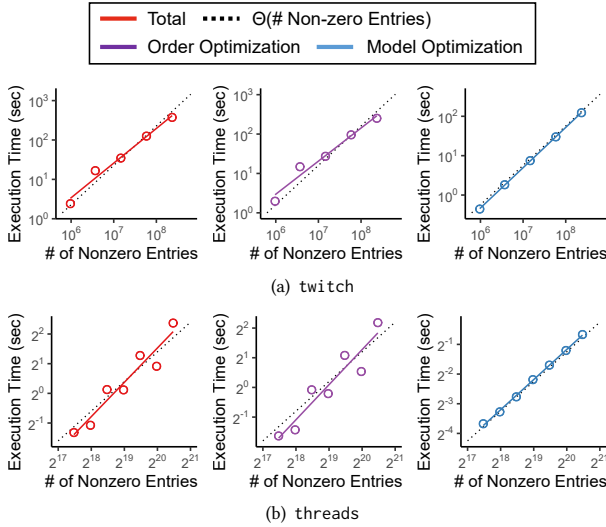 Total Θ(# Non-zero Entries)
Order Optimization Model Optimization
Execution Time (sec)
10³
10²
10¹
10⁰
10⁶ 10⁷ 10⁸
# of Nonzero Entries
Execution Time (sec)
10³
10²
10¹
10⁰
10⁶ 10⁷ 10⁸
# of Nonzero Entries
Execution Time (sec)
10²
10¹
10⁰
10⁶ 10⁷ 10⁸
# of Nonzero Entries
(a) twitch
Execution Time (sec)
2²
2¹
2⁰
2⁻¹
2¹⁷ 2¹⁸ 2¹⁹ 2²⁰ 2²¹
# of Nonzero Entries
Execution Time (sec)
2²
2¹
2⁰
2⁻¹
2¹⁷ 2¹⁸ 2¹⁹ 2²⁰ 2²¹
# of Nonzero Entries
Execution Time (sec)
2⁻¹
2⁻²
2⁻³
2⁻⁴
2¹⁷ 2¹⁸ 2¹⁹ 2²⁰ 2²¹
# of Nonzero Entries
(b) threads